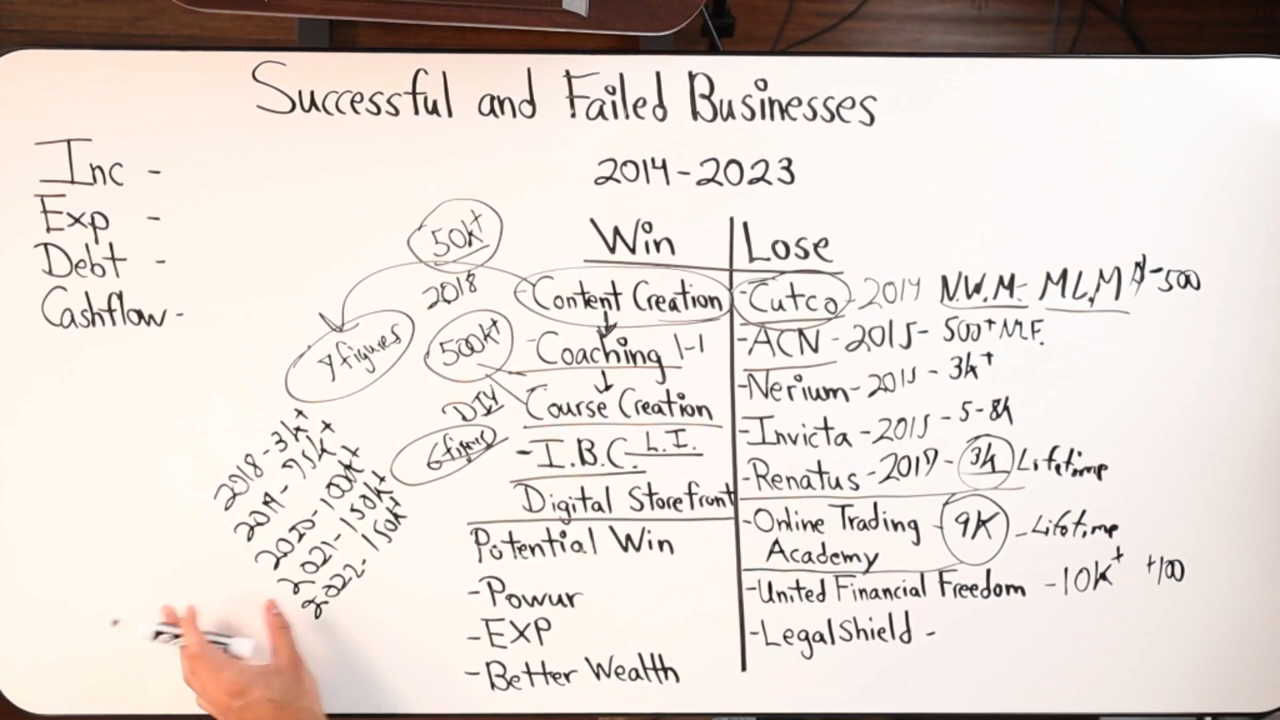 Successful and Failed Businesses
2014-2023
Inc -
Exp -
Debt -
Cashflow -
50k+
2018
7 figures
500k+
DIY
6 figure
2018-3k+
2019-75k+
2020-100k+
2021-150k+
2022-150k+
Win
Content Creation
Coaching 1-1
Course Creation
-I.B.C. L.I.
Digital Storefront
Potential Win
-Powur
-EXP
-Better Wealth
Lose
-Cutco-2014 N.W.M- MLM $-500
-ACN-2015-500+
-Nerium-2015-3k+
-Invicta-2015-5-8k
-Renatus-2017-3k Lifetime
-Online Trading Academy -9K -Lifetime
-United Financial Freedom -10K+ +100
-LegalShield -